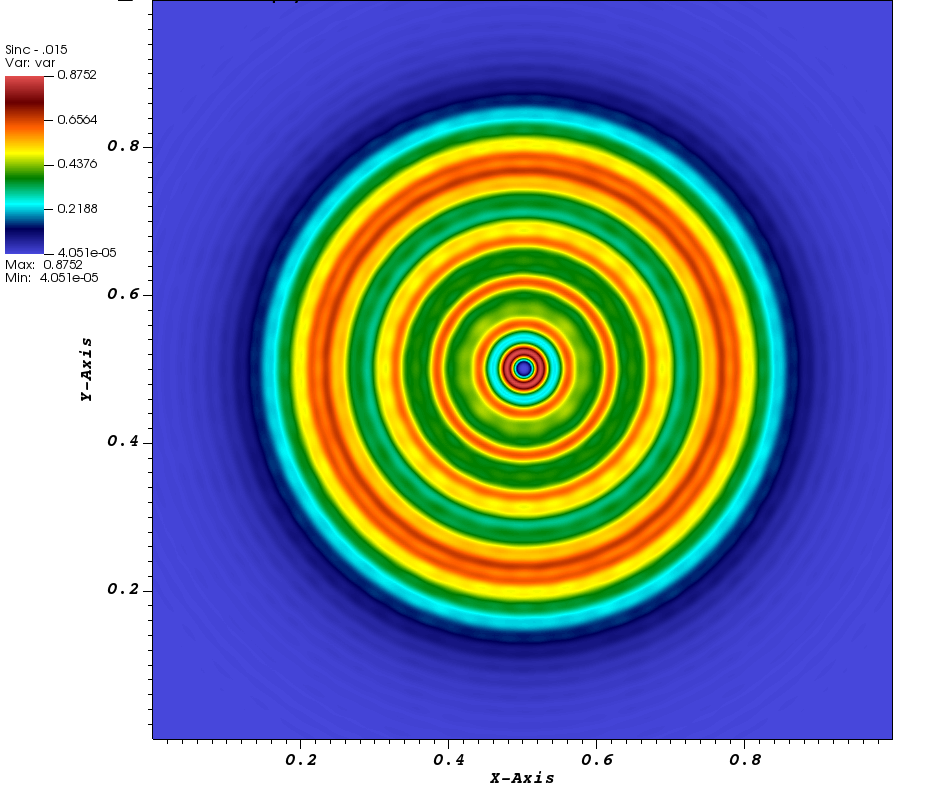 Sinc - .015
Var: var
0.8752
0.6564
0.4376
0.2188
4.051e-05
Max: 0.8752
Min: 4.051e-05
0.8
0.6
0.4
0.2
Y-Axis
0.2
0.4
0.6
0.8
X-Axis